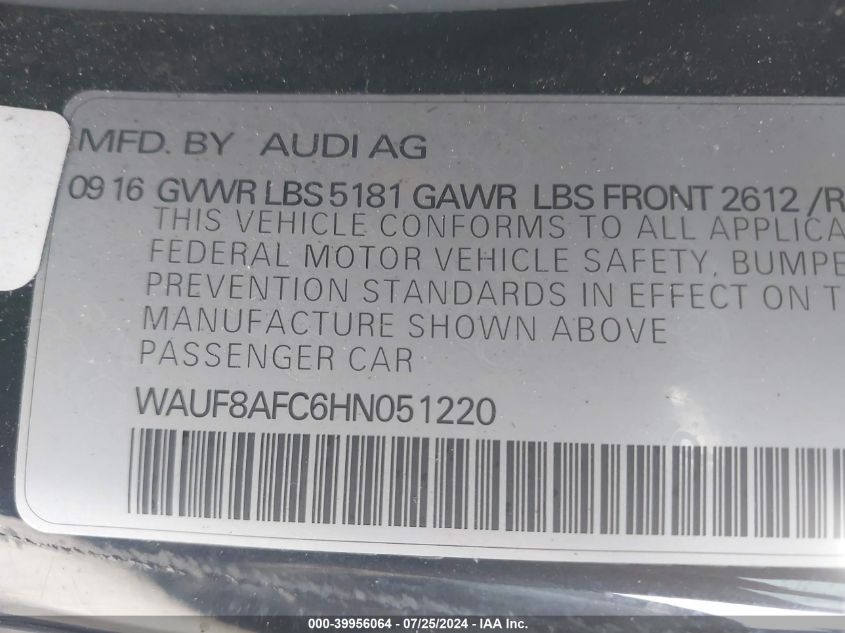 MFD. BY AUDI AG
09 16 GVWR LBS 5181 GAWR LBS FRONT 2612 /R
THIS VEHICLE CONFORMS TO ALL APPLICA
FEDERAL MOTOR VEHICLE SAFETY, BUMPE
PREVENTION STANDARDS IN EFFECT ON T
MANUFACTURE SHOWN ABOVE
PASSENGER CAR
WAUF8AFC6HN051220
000-39956064 - 07/25/2024 - IAA Inc.